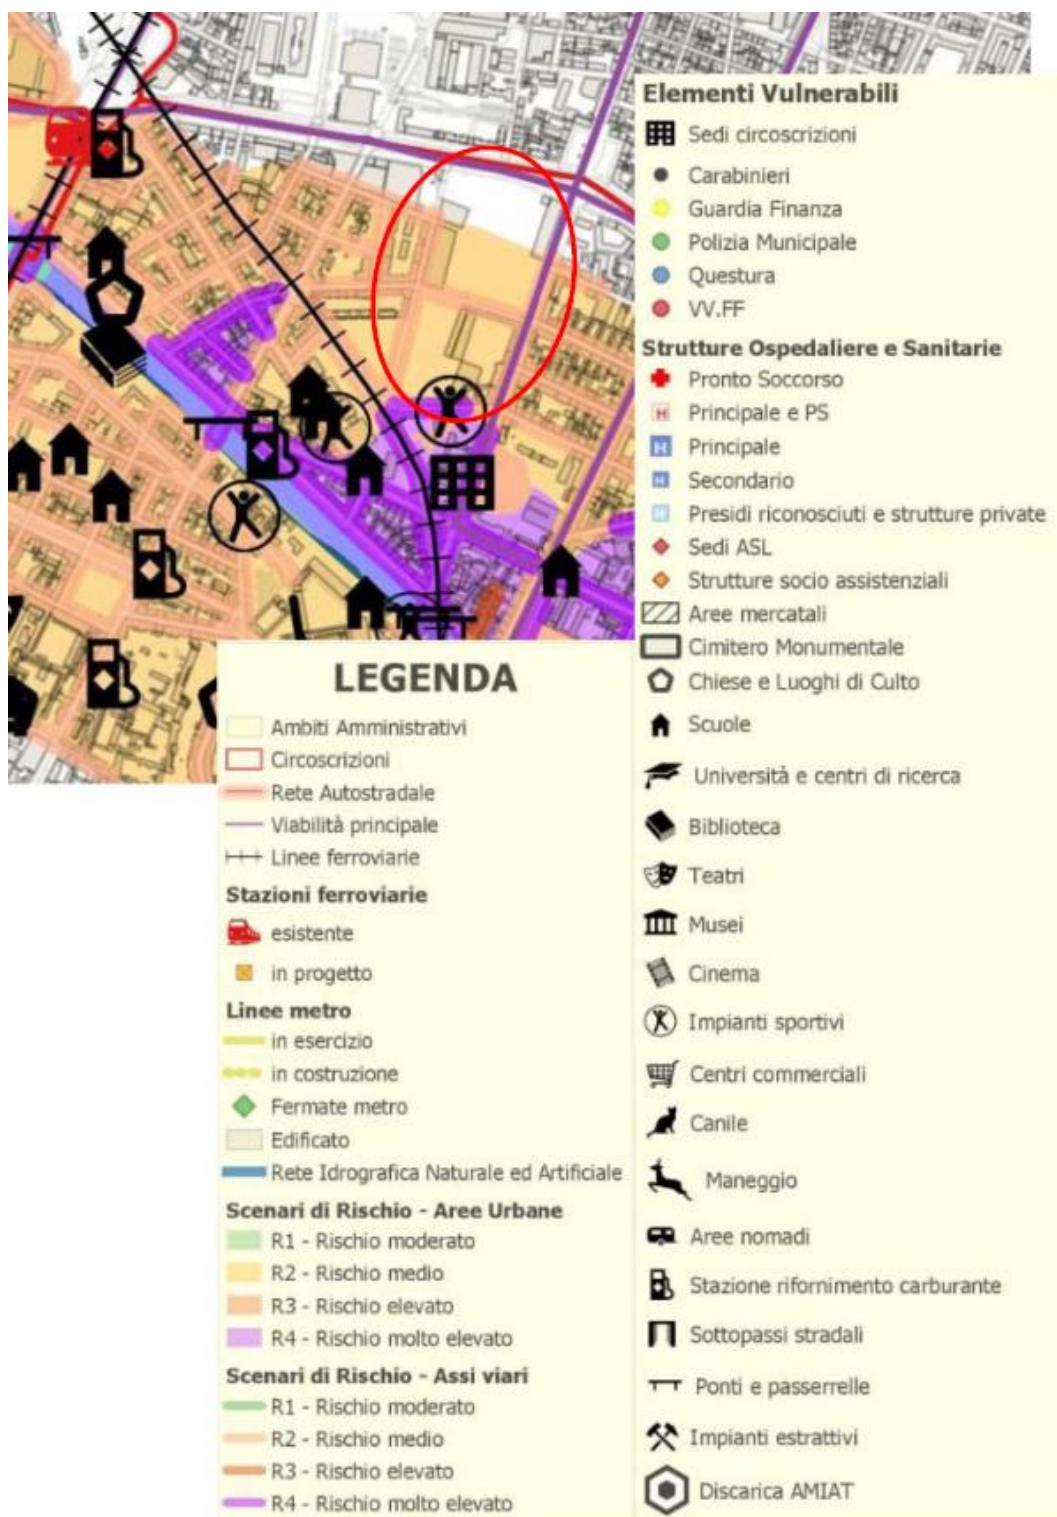 Elementi Vulnerabili
Sedi circoscrizioni
Carabinieri
Guardia Finanza
Polizia Municipale
Questura
VV.FF
Strutture Ospedaliere e Sanitarie
Pronto Soccorso
H Principale e PS
H Principale
H Secondario
H Presidi riconosciuti e strutture private
Sedi ASL
Strutture socio assistenziali
Aree mercatali
Cimitero Monumentale
Chiese e Luoghi di Culto
Scuole
Università e centri di ricerca
Biblioteca
Teatri
Musei
Cinema
Impianti sportivi
Centri commerciali
Canile
Maneggio
Aree nomadi
Stazione rifornimento carburante
Sottopassi stradali
Ponti e passerrelle
Impianti estrattivi
Discarica AMIAT
LEGENDA
Ambiti Amministrativi
Circoscrizioni
Rete Autostradale
Viabilità principale
Linee ferroviarie
Stazioni ferroviarie
esistente
in progetto
Linee metro
in esercizio
in costruzione
Fermate metro
Edificato
Rete Idrografica Naturale ed Artificiale
Scenari di Rischio - Aree Urbane
R1 - Rischio moderato
R2 - Rischio medio
R3 - Rischio elevato
R4 - Rischio molto elevato
Scenari di Rischio - Assi viari
R1 - Rischio moderato
R2 - Rischio medio
R3 - Rischio elevato
R4 - Rischio molto elevato